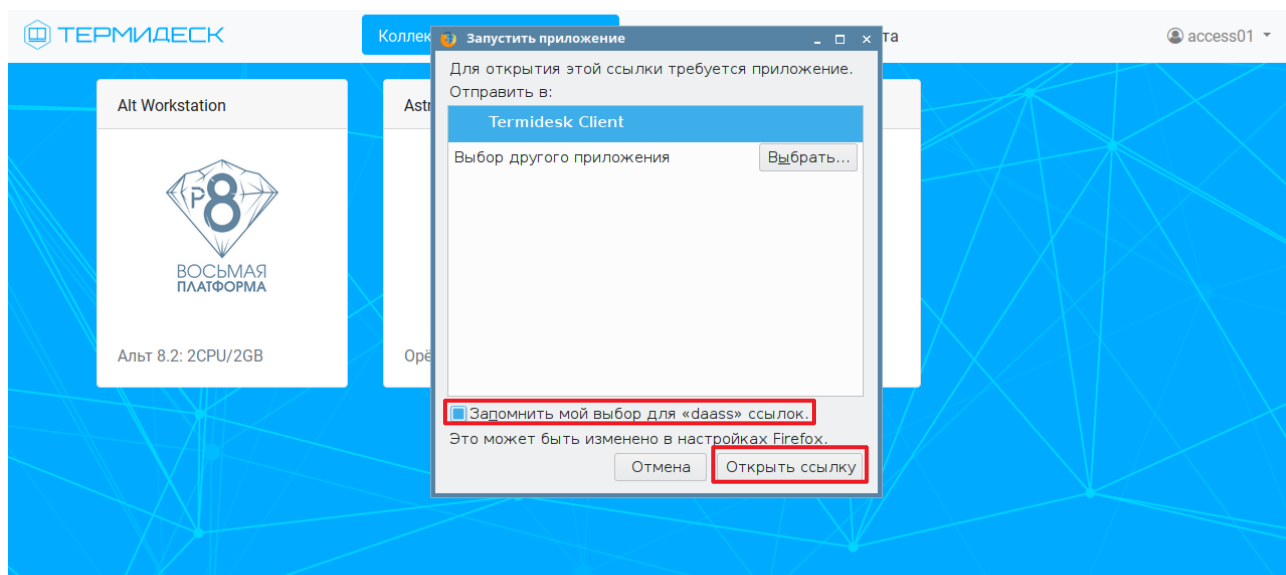 ТЕРМИДЕСК
Коллек
та
access01
Запустить приложение
Для открытия этой ссылки требуется приложение.
Отправить в:
Termidesk Client
Выбор другого приложения
Выбрать...
Alt Workstation
Astr
P8
ВОСЬМАЯ
ПЛАТФОРМА
Альт 8.2: 2CPU/2GB
Орё
Запомнить мой выбор для «daass» ссылок.
Это может быть изменено в настройках Firefox.
Отмена
Открыть ссылку